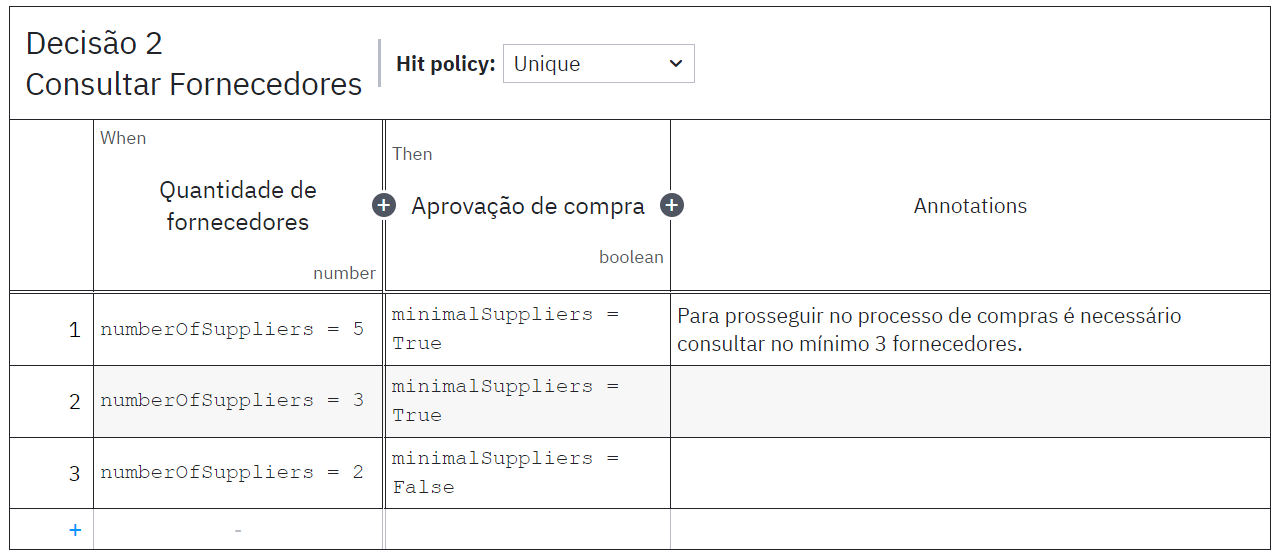 Decisão 2
Consultar Fornecedores
Hit policy: Unique
When
Quantidade de
fornecedores
number
Then
Aprovação de compra
boolean
Annotations
1
numberOfSuppliers = 5
minimalSuppliers =
True
Para prosseguir no processo de compras é necessário
consultar no mínimo 3 fornecedores.
2
numberOfSuppliers = 3
minimalSuppliers =
True
3
numberOfSuppliers = 2
minimalSuppliers =
False
+
-